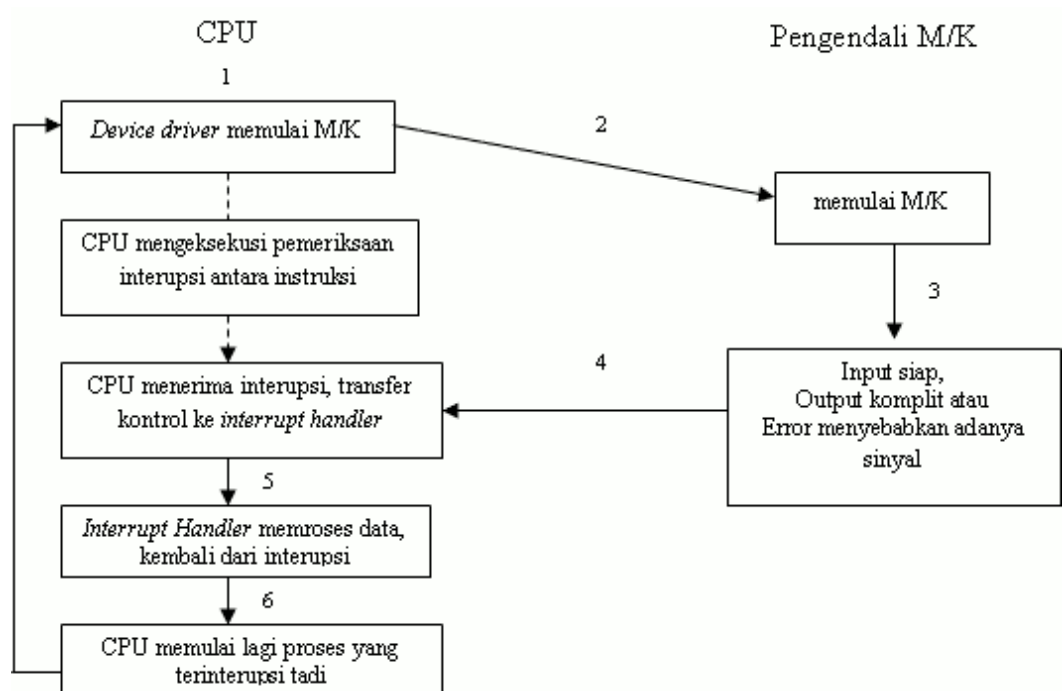 CPU
Pengendali M/K
1
Device driver memulai M/K
2
memulai M/K
CPU mengeksekusi pemeriksaan
interupsi antara instruksi
3
4
CPU menerima interupsi, transfer
kontrol ke interrupt handler
Input siap,
Output komplit atau
Error menyebabkan adanya
sinyal
5
Interrupt Handler memroses data,
kembali dari interupsi
6
CPU memulai lagi proses yang
terinterupsi tadi